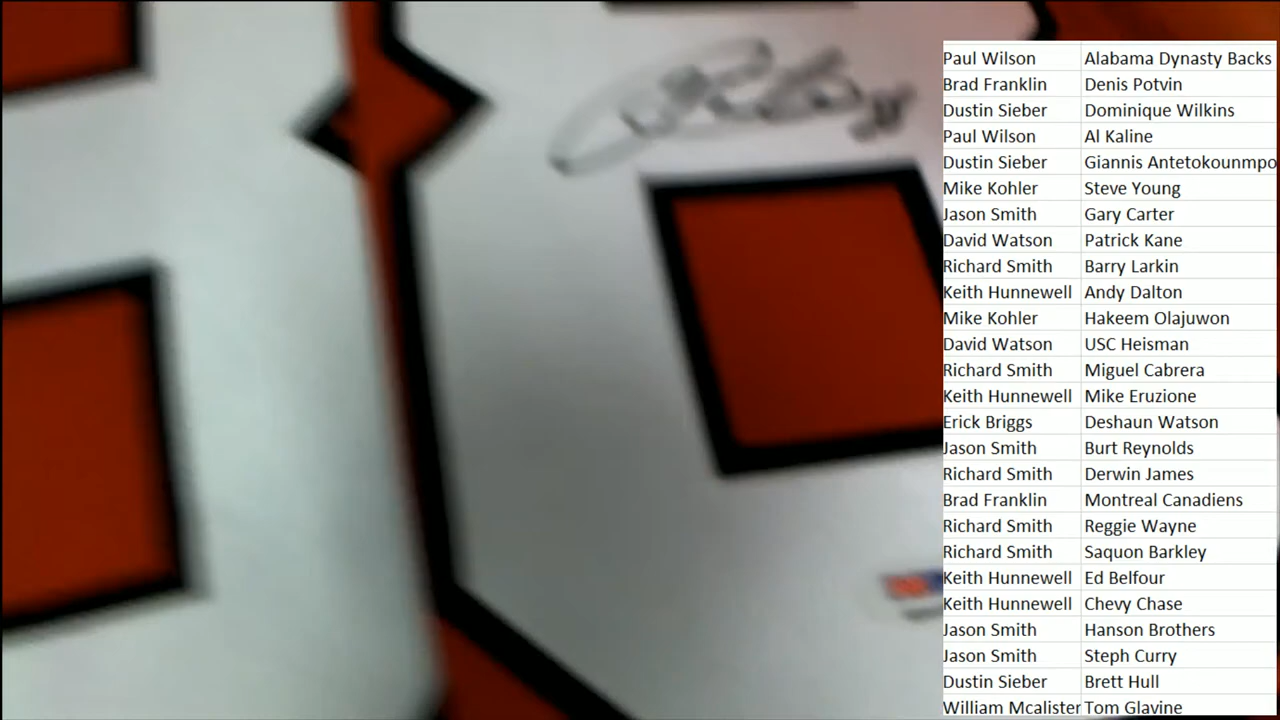 Paul Wilson Alabama Dynasty Backs
Brad Franklin Denis Potvin
Dustin Sieber Dominique Wilkins
Paul Wilson Al Kaline
Dustin Sieber Giannis Antetokounmpo
Mike Kohler Steve Young
Jason Smith Gary Carter
David Watson Patrick Kane
Richard Smith Barry Larkin
Keith Hunnewell Andy Dalton
Mike Kohler Hakeem Olajuwon
David Watson USC Heisman
Richard Smith Miguel Cabrera
Keith Hunnewell Mike Eruzione
Erick Briggs Deshaun Watson
Jason Smith Burt Reynolds
Richard Smith Derwin James
Brad Franklin Montreal Canadiens
Richard Smith Reggie Wayne
Richard Smith Saquon Barkley
Keith Hunnewell Ed Belfour
Keith Hunnewell Chevy Chase
Jason Smith Hanson Brothers
Jason Smith Steph Curry
Dustin Sieber Brett Hull
William Mcalister Tom Glavine